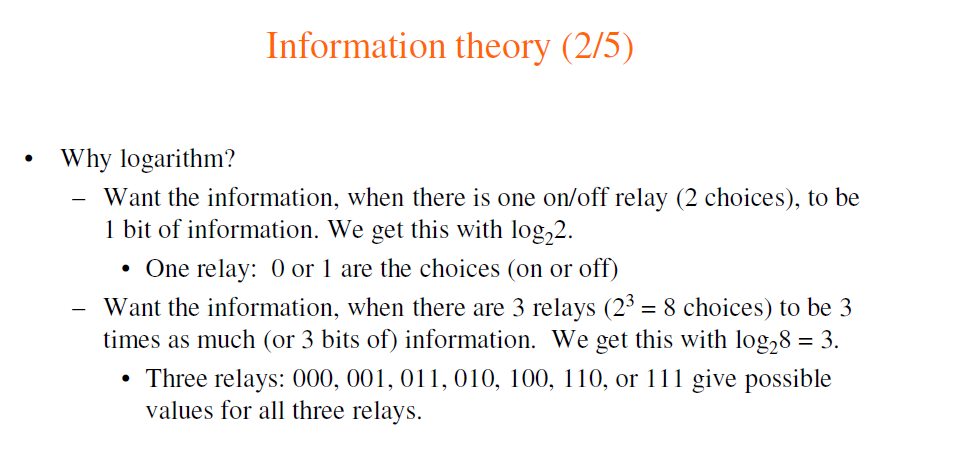 Information theory (2/5)
• Why logarithm?
– Want the information, when there is one on/off relay (2 choices), to be
1 bit of information. We get this with log₂2.
• One relay: 0 or 1 are the choices (on or off)
– Want the information, when there are 3 relays (2³ = 8 choices) to be 3
times as much (or 3 bits of) information. We get this with log₂8 = 3.
• Three relays: 000, 001, 011, 010, 100, 110, or 111 give possible
values for all three relays.